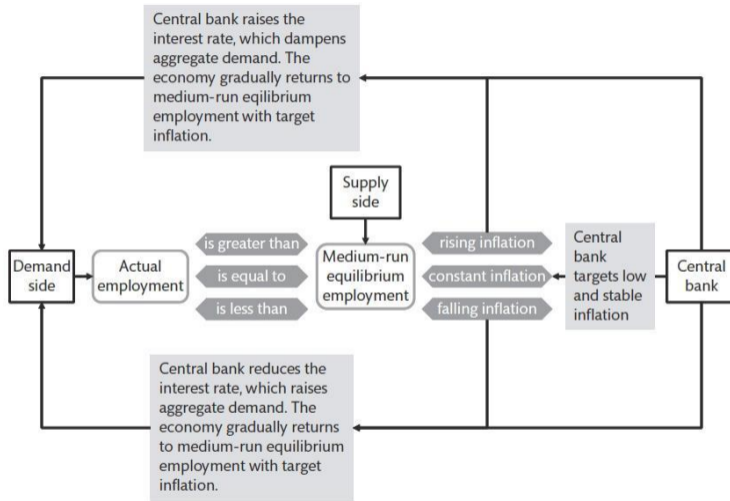 Central bank raises the
interest rate, which dampens
aggregate demand. The
economy gradually returns to
medium-run eqilibrium
employment with target
inflation.
Supply
side
is greater than
rising inflation
Demand
side
Actual
employment
is equal to
Medium-run
equilibrium
employment
constant inflation
Central
bank
targets low
and stable
inflation
Central
bank
is less than
falling inflation
Central bank reduces the
interest rate, which raises
aggregate demand. The
economy gradually returns
to medium-run equilibrium
employment with target
inflation.